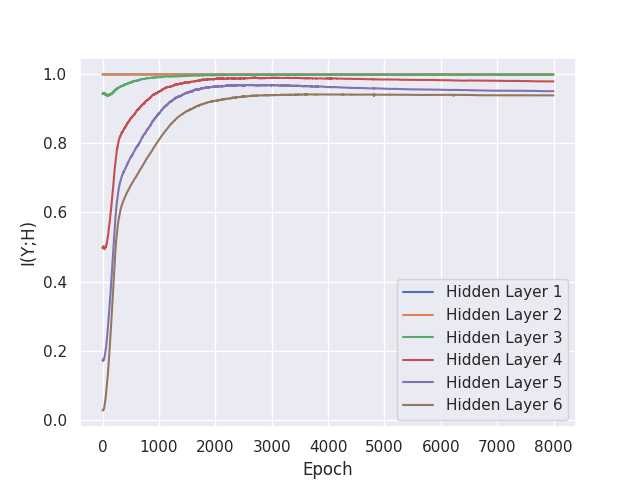 1.0
0.8
0.6
0.4
0.2
0.0
I(Y;H)
Hidden Layer 1
Hidden Layer 2
Hidden Layer 3
Hidden Layer 4
Hidden Layer 5
Hidden Layer 6
0 1000 2000 3000 4000 5000 6000 7000 8000
Epoch